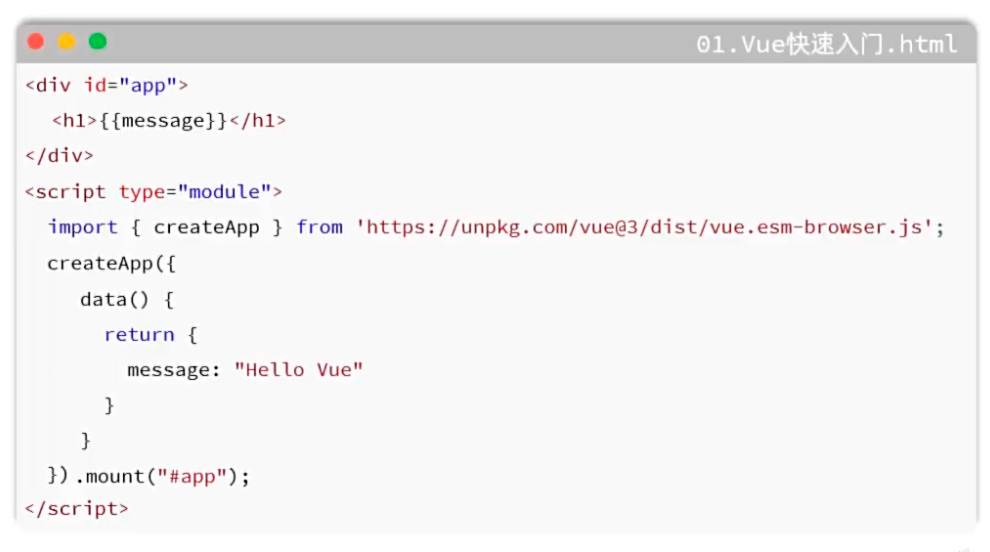 01.Vue快速入门.html
<div id="app">
<h1>{{message}}</h1>
</div>
<script type="module">
import { createApp } from 'https://unpkg.com/vue@3/dist/vue.esm-browser.js';
createApp({
data() {
return {
message: "Hello Vue"
}
}
}).mount("#app");
</script>